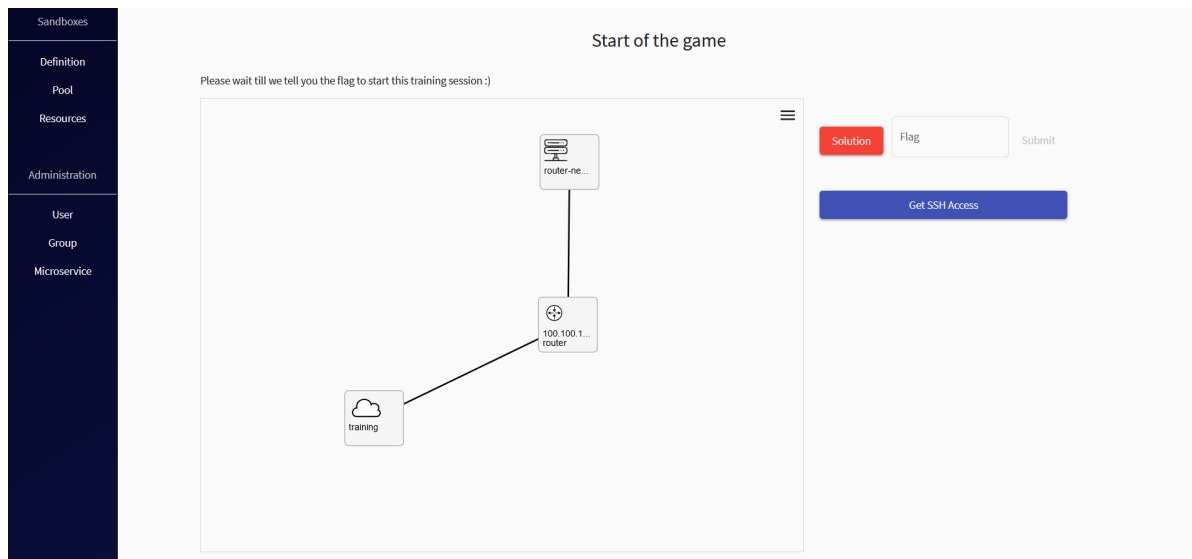 Sandboxes
Definition
Pool
Resources
Administration
User
Group
Microservice
Start of the game
Please wait till we tell you the flag to start this training session :)
router-ne...
100.100.1...
router
training
Solution
Flag
Submit
Get SSH Access